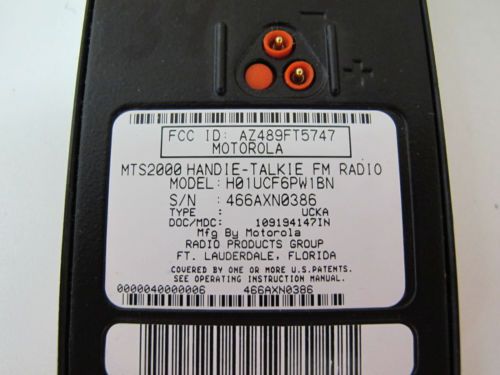 − +
FCC ID: AZ489FT5747
MOTOROLA
MTS2000 HANDIE-TALKIE FM RADIO
MODEL: H01UCF6PW1BN
S/N : 466AXN0386
TYPE : UCKA
DOC/MDC: 109194147IN
Mfg By Motorola
RADIO PRODUCTS GROUP
FT. LAUDERDALE, FLORIDA
COVERED BY ONE OR MORE U.S.PATENTS.
SEE OPERATING INSTRUCTION MANUAL.
0000040000006 466AXN0386